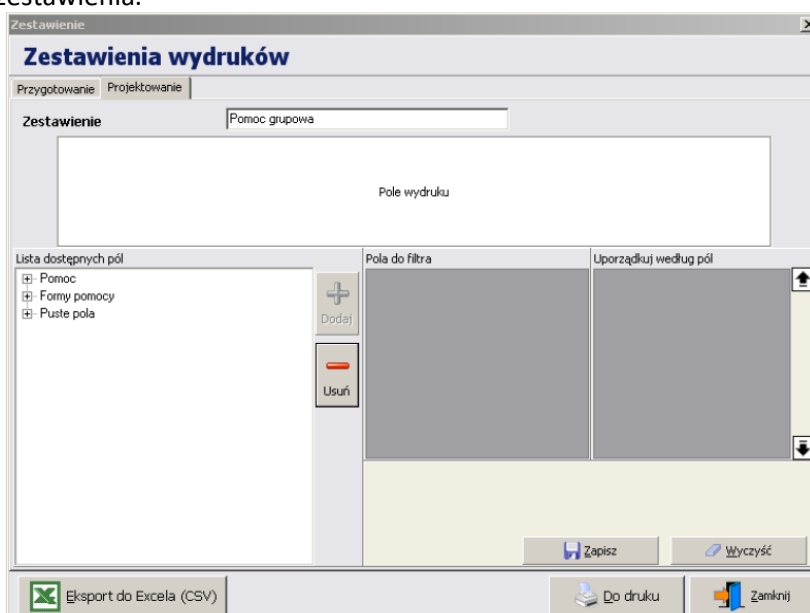 zestawienia.
Zestawienie
Zestawienia wydruków
Przygotowanie Projektowanie
Zestawienie Pomoc grupowa
Pole wydruku
Lista dostępnych pól Pola do filtra Uporządkuj według pól
Pomoc
Formy pomocy
Puste pola
Dodaj
Usuń
Zapisz Wyczyść
Eksport do Excela (CSV) Do druku Zamknij